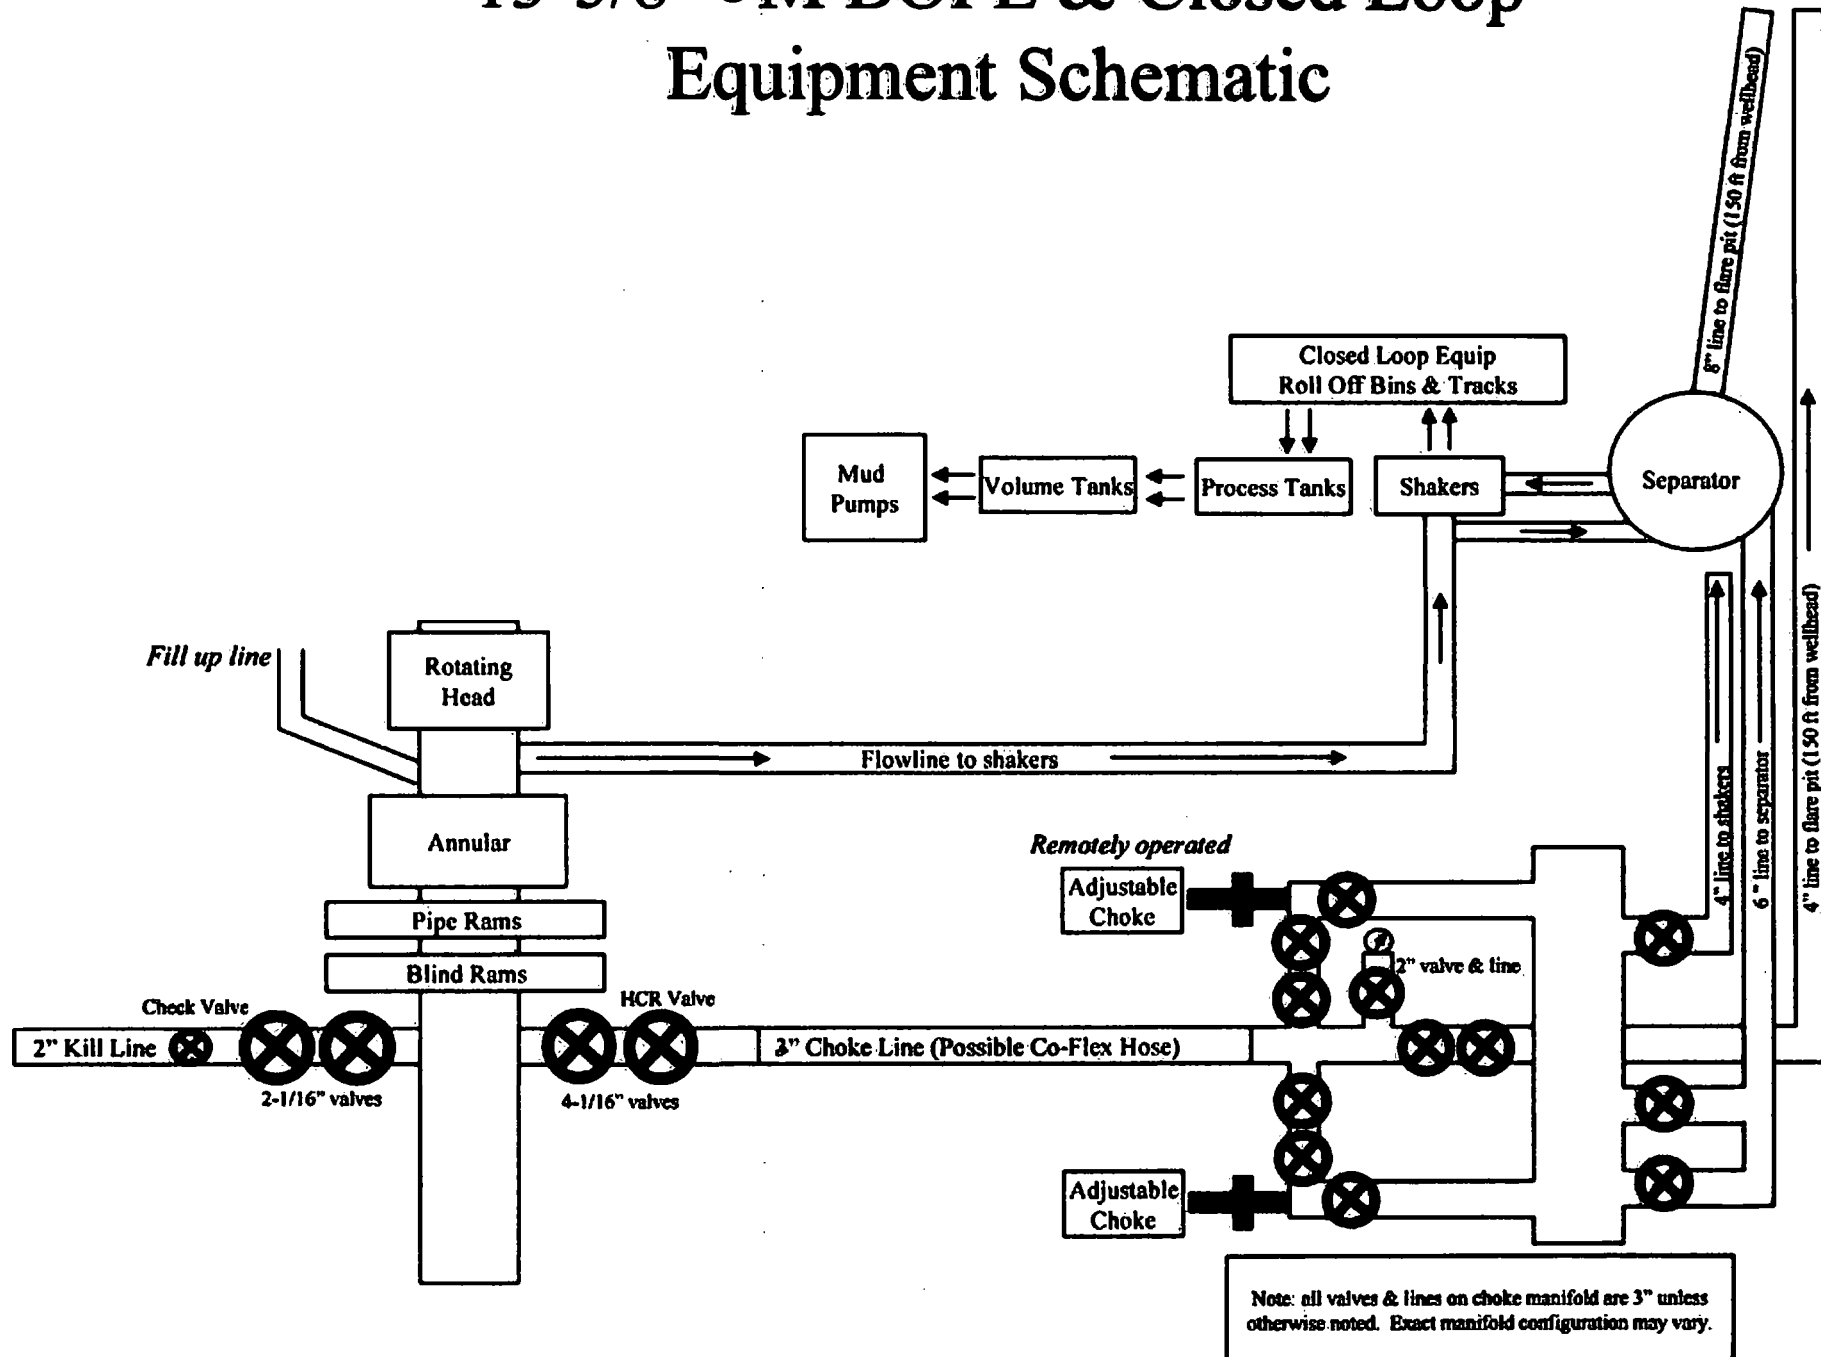 & Closed Loop
Equipment Schematic
8" line to flare pit (150 ft from wellhead)
Closed Loop Equip
Roll Off Bins & Tracks
Mud
Pumps
Volume Tanks
Process Tanks
Shakers
Separator
Fill up line
Rotating
Head
Flowline to shakers
Annular
Pipe Rams
Blind Rams
Check Valve
HCR Valve
2" Kill Line
3" Choke Line (Possible Co-Flex Hose)
2-1/16" valves
4-1/16" valves
Remotely operated
Adjustable
Choke
2" valve & line
Adjustable
Choke
4" line to shakers
6" line to separator
4" line to flare pit (150 ft from wellhead)
Note: all valves & lines on choke manifold are 3" unless
otherwise noted. Exact manifold configuration may vary.